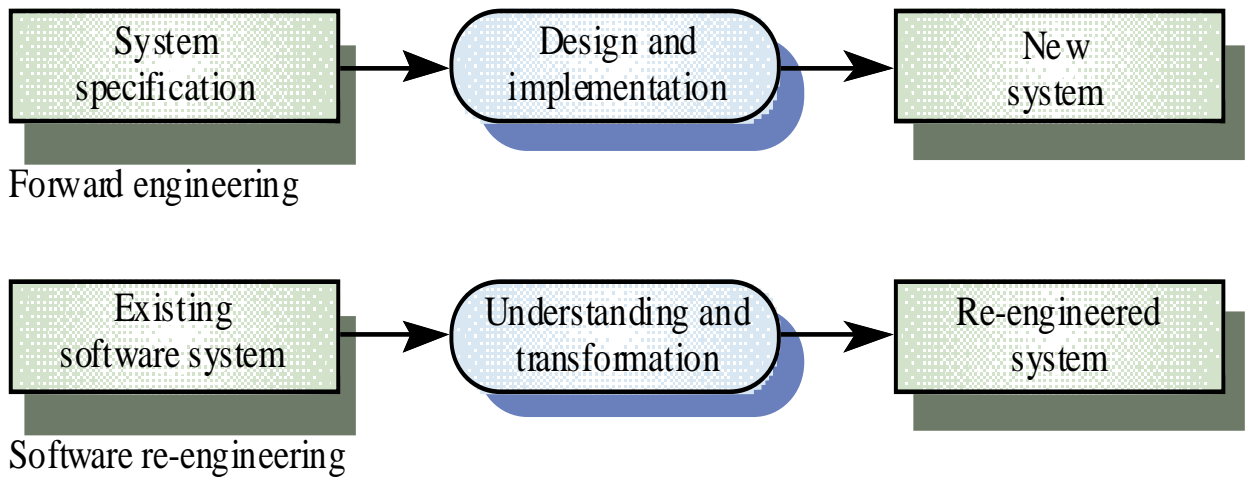 System
specification
Design and
implementation
New
system
Forward engineering
Existing
software system
Understanding and
transformation
Re-engineered
system
Software re-engineering